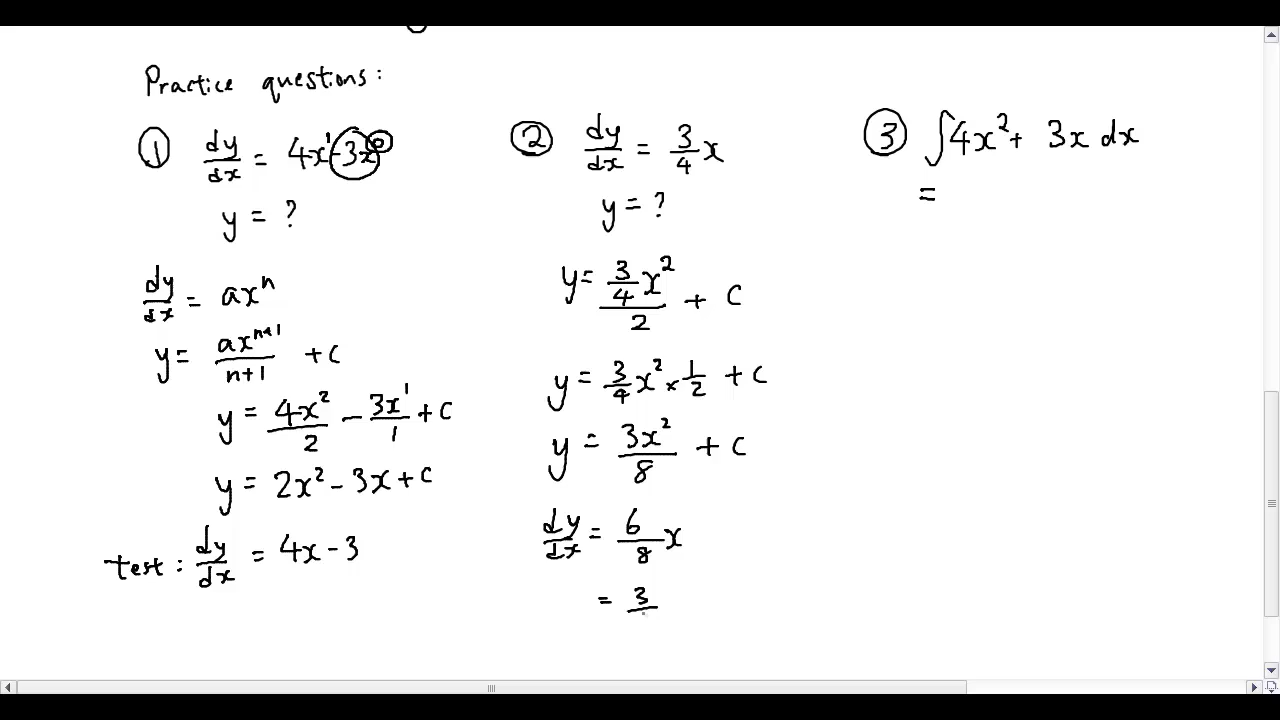 Practice questions:
① dy/dx = 4x¹ - 3x⁰
y = ?
dy/dx = axⁿ
y = axⁿ⁺¹/n+1 + c
y = 4x²/2 - 3x¹/1 + c
y = 2x² - 3x + c
test: dy/dx = 4x - 3
② dy/dx = 3/4 x
y = ?
y = 3/4 x²/2 + c
y = 3/4 x² × 1/2 + c
y = 3x²/8 + c
dy/dx = 6/8 x
= 3/
③ ∫4x² + 3x dx
=